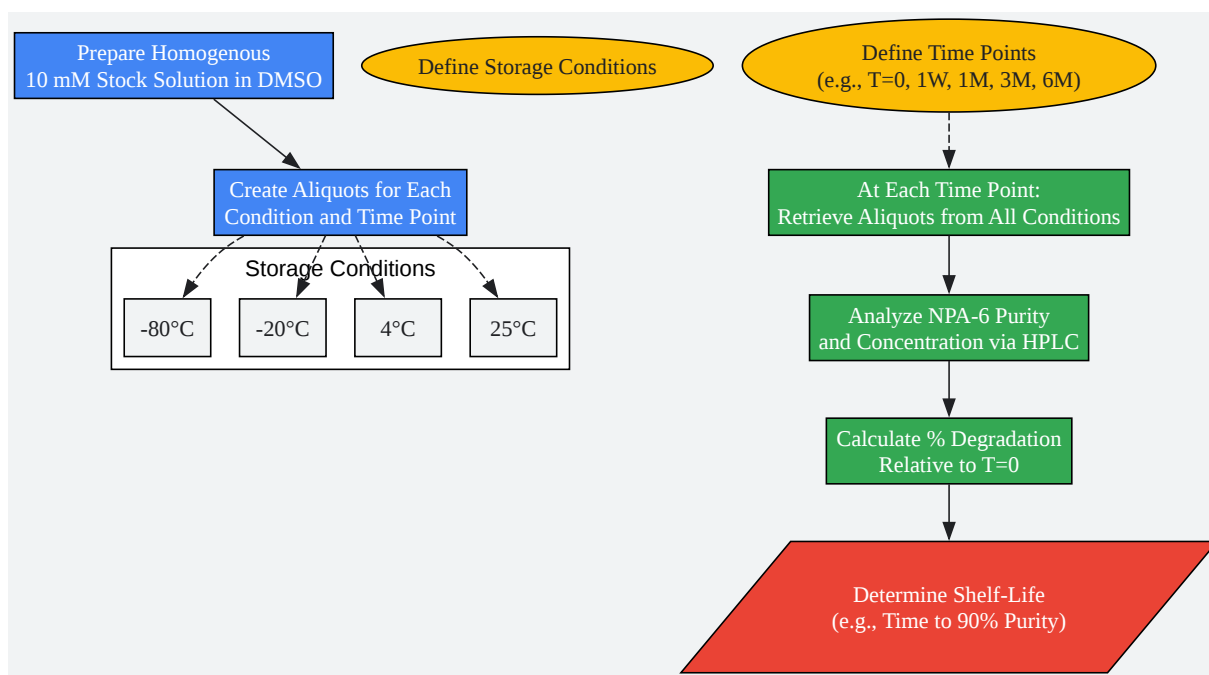 Prepare Homogenous
10 mM Stock Solution in DMSO
Define Storage Conditions
Define Time Points
(e.g., T=0, 1W, 1M, 3M, 6M)
Create Aliquots for Each
Condition and Time Point
At Each Time Point:
Retrieve Aliquots from All Conditions
Storage Conditions
-80°C
-20°C
4°C
25°C
Analyze NPA-6 Purity
and Concentration via HPLC
Calculate % Degradation
Relative to T=0
Determine Shelf-Life
(e.g., Time to 90% Purity)